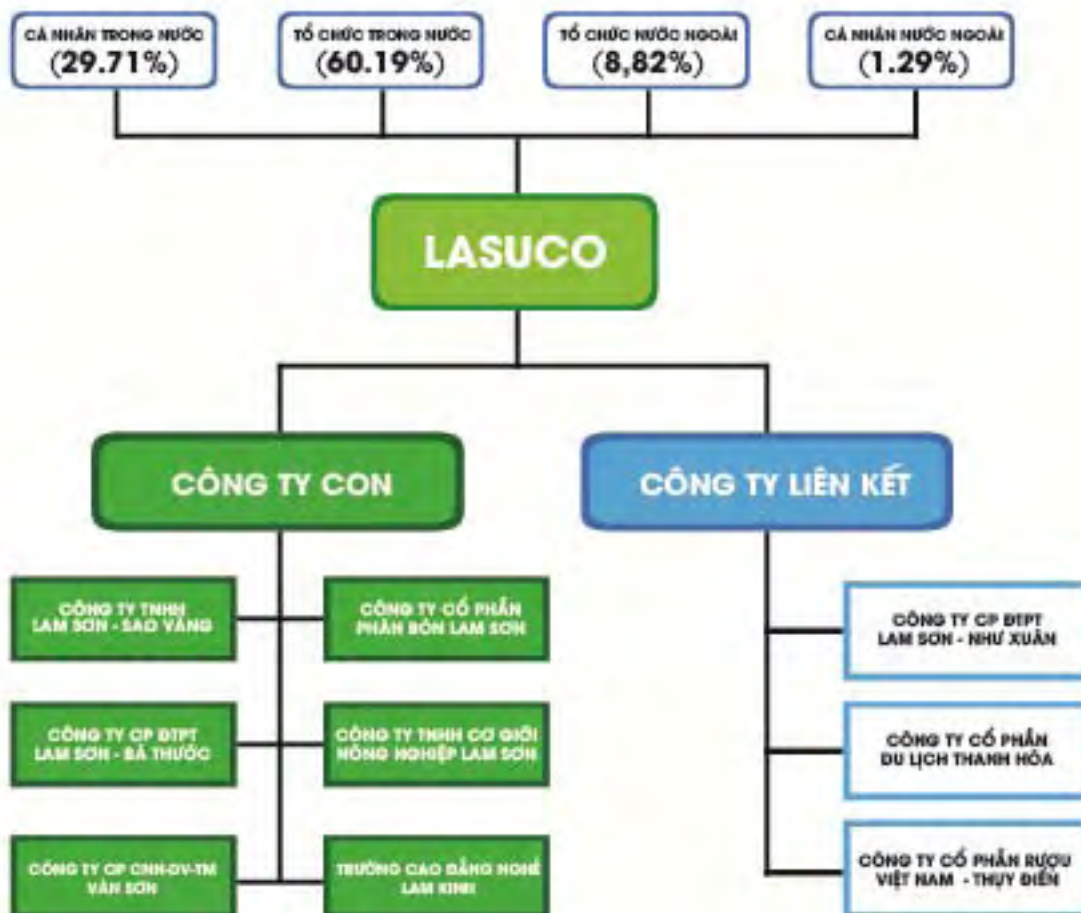 CÁ NHÂN TRONG NƯỚC
(29.71%)
TỔ CHỨC TRONG NƯỚC
(60.19%)
TỔ CHỨC NƯỚC NGOÀI
(8,82%)
CÁ NHÂN NƯỚC NGOÀI
(1.29%)
LASUCO
CÔNG TY CON
CÔNG TY LIÊN KẾT
CÔNG TY TNHH
LAM SƠN - SAO VÀNG
CÔNG TY CỔ PHẦN
PHÂN BÓN LAM SƠN
CÔNG TY CP ĐTPT
LAM SƠN - BÁ THƯỚC
CÔNG TY TNHH CƠ GIỚI
NÔNG NGHIỆP LAM SƠN
CÔNG TY CP CNH-DV-TM
VÂN SƠN
TRƯỜNG CAO ĐẲNG NGHỀ
LAM KINH
CÔNG TY CP ĐTPT
LAM SƠN - NHƯ XUÂN
CÔNG TY CỔ PHẦN
DU LỊCH THANH HÓA
CÔNG TY CỔ PHẦN RƯỢU
VIỆT NAM - THỤY ĐIỂN